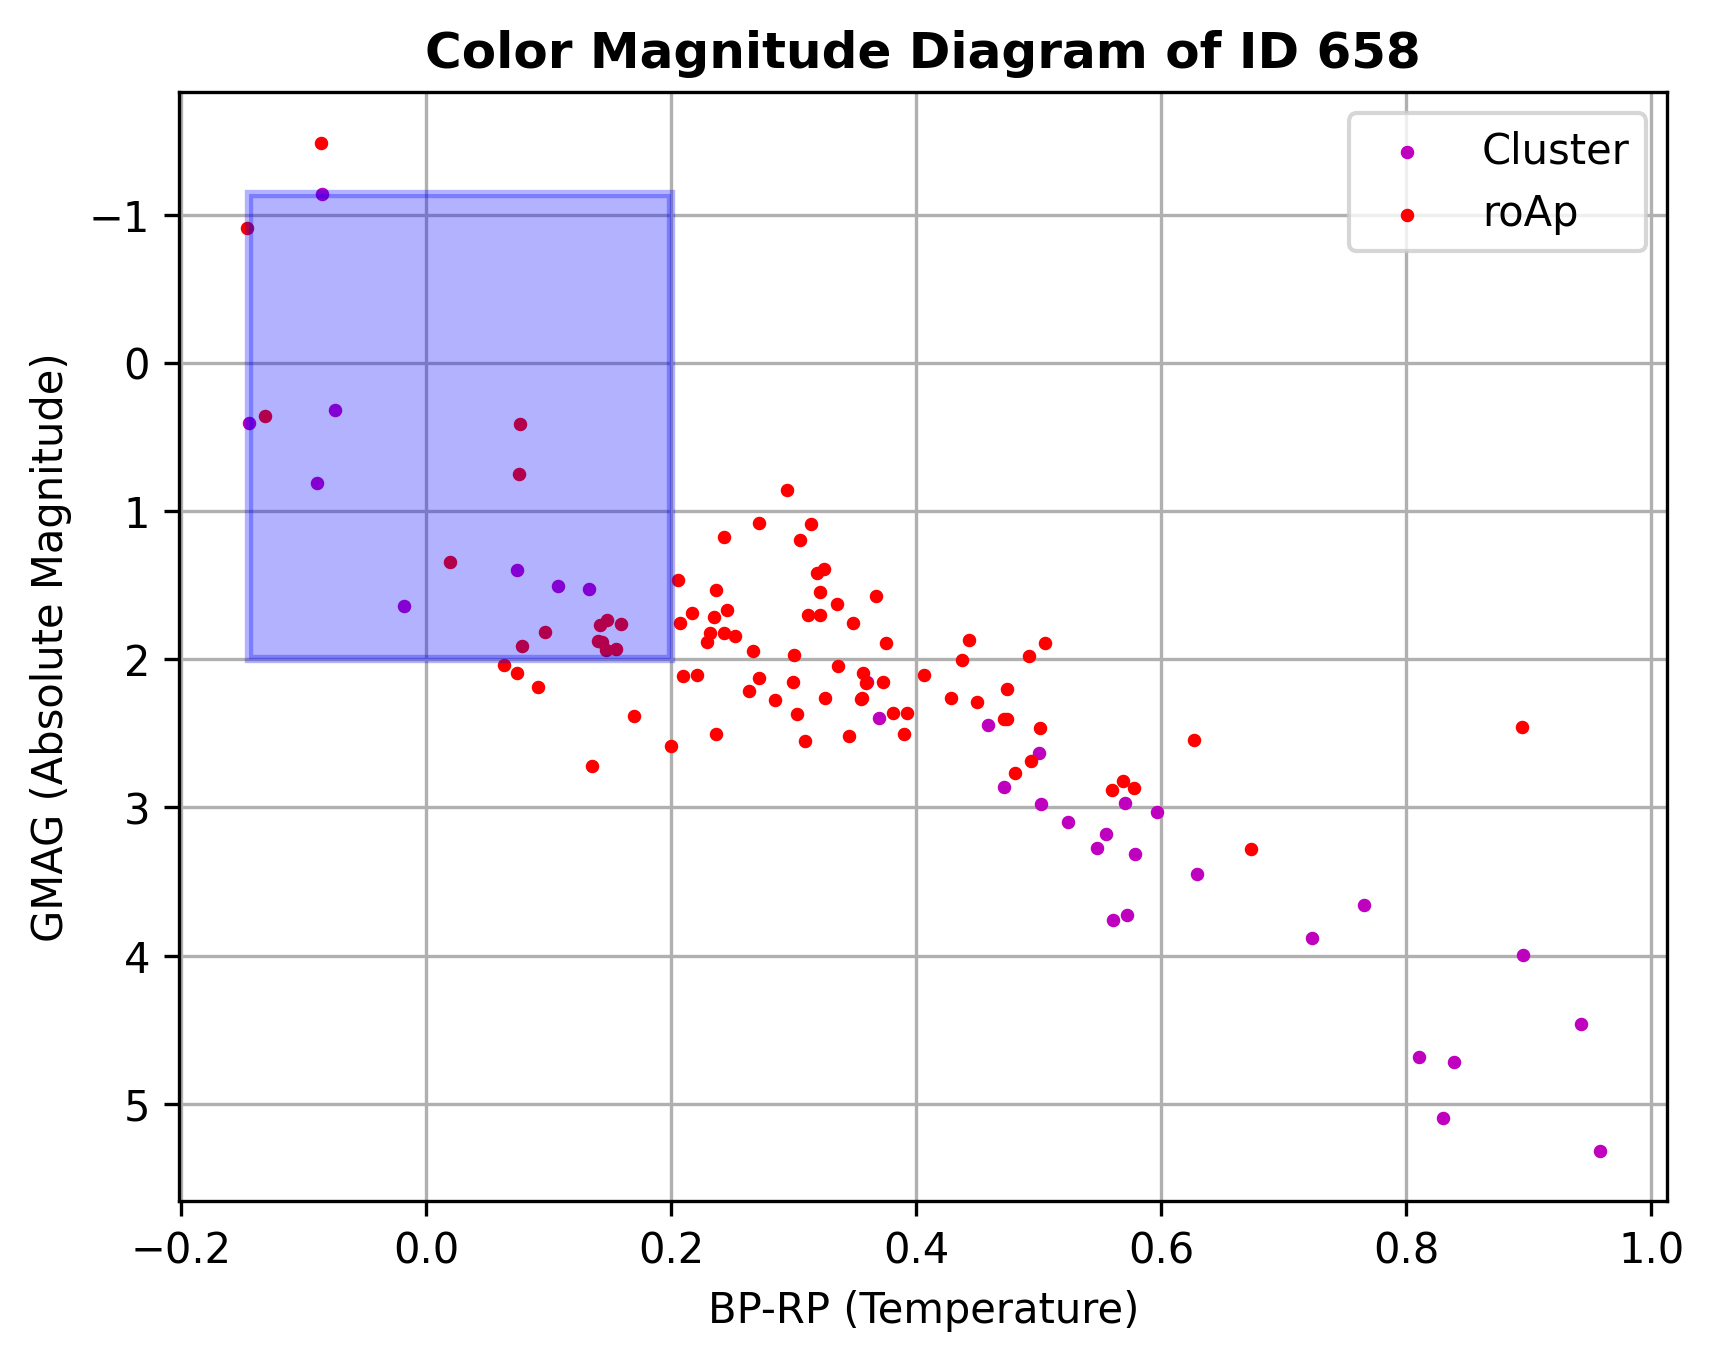 Color Magnitude Diagram of ID 658
Cluster
roAp
GMAG (Absolute Magnitude)
−1
0
1
2
3
4
5
−0.2 0.0 0.2 0.4 0.6 0.8 1.0
BP-RP (Temperature)